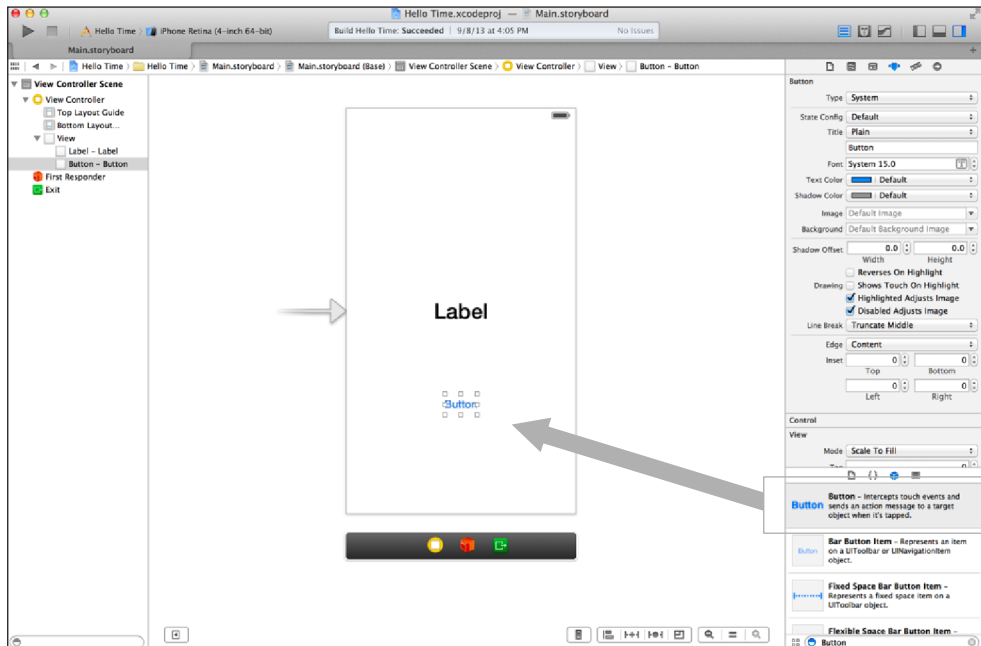 Hello Time.xcodeproj — Main.storyboard
Hello Time
iPhone Retina (4-inch 64-bit)
Build Hello Time: Succeeded | 9/8/13 at 4:05 PM
No Issues
Main.storyboard
Hello Time
Hello Time
Main.storyboard
Main.storyboard (Base)
View Controller Scene
View Controller
View
Button – Button
View Controller Scene
View Controller
Top Layout Guide
Bottom Layout...
View
Label – Label
Button – Button
First Responder
Exit
Label
Button
Button
Type System
State Config Default
Title Plain
Button
Font System 15.0
Text Color Default
Shadow Color Default
Image Default Image
Background Default Background Image
Shadow Offset 0.0 0.0
Width Height
Reverses On Highlight
Drawing Shows Touch On Highlight
Highlighted Adjusts Image
Disabled Adjusts Image
Line Break Truncate Middle
Edge Content
Inset 0 0
Top Bottom
0 0
Left Right
Control
View
Mode Scale To Fill
Button
Button – Intercepts touch events and
sends an action message to a target
object when it's tapped.
Button
Bar Button Item – Represents an item
on a UIToolbar or UINavigationItem
object.
Fixed Space Bar Button Item –
Represents a fixed space item on a
UIToolbar object.
Flexible Space Bar Button Item –
Button